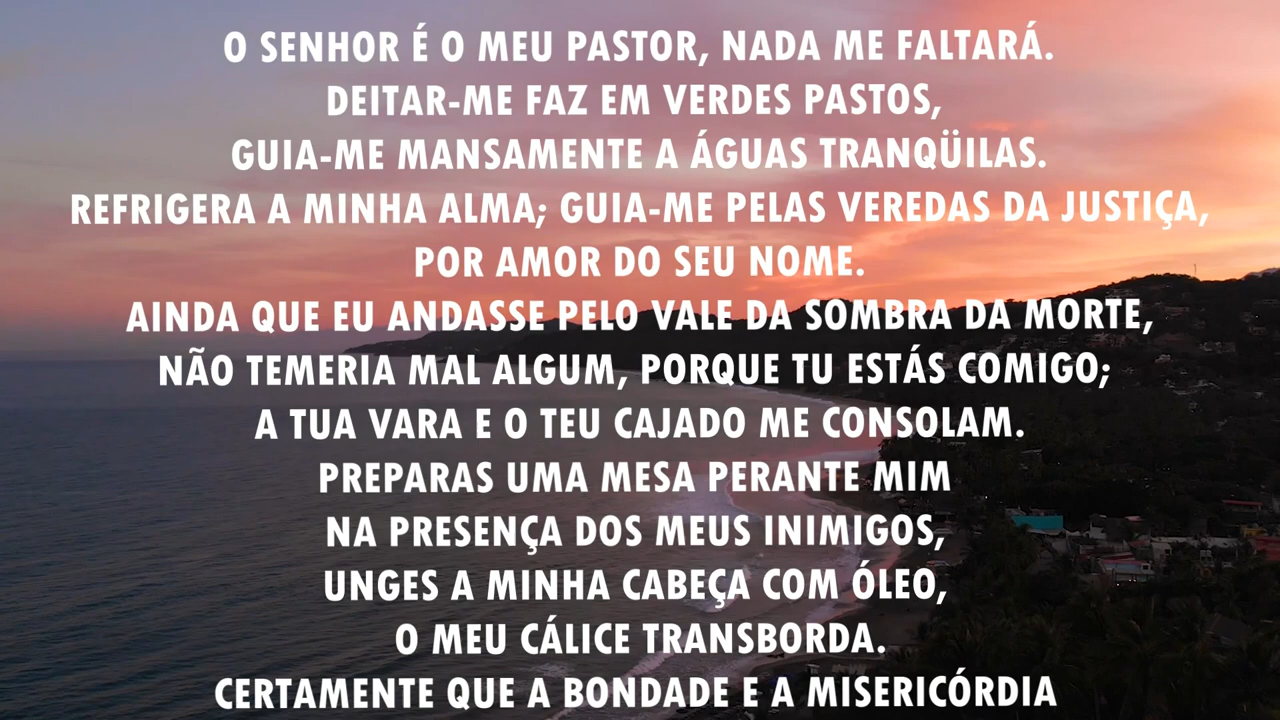 O SENHOR É O MEU PASTOR, NADA ME FALTARÁ.
DEITAR-ME FAZ EM VERDES PASTOS,
GUIA-ME MANSAMENTE A ÁGUAS TRANQÜILAS.
REFRIGERA A MINHA ALMA; GUIA-ME PELAS VEREDAS DA JUSTIÇA,
POR AMOR DO SEU NOME.
AINDA QUE EU ANDASSE PELO VALE DA SOMBRA DA MORTE,
NÃO TEMERIA MAL ALGUM, PORQUE TU ESTÁS COMIGO;
A TUA VARA E O TEU CAJADO ME CONSOLAM.
PREPARAS UMA MESA PERANTE MIM
NA PRESENÇA DOS MEUS INIMIGOS,
UNGES A MINHA CABEÇA COM ÓLEO,
O MEU CÁLICE TRANSBORDA.
CERTAMENTE QUE A BONDADE E A MISERICÓRDIA